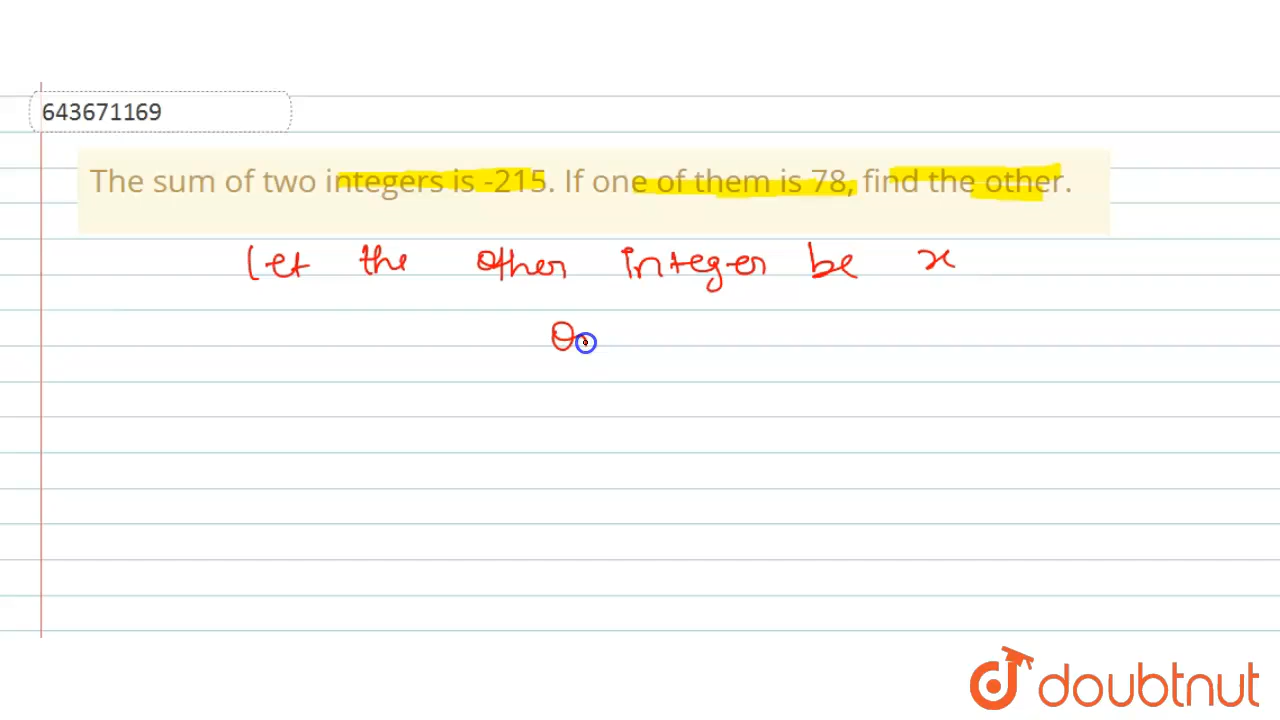 643671169
The sum of two integers is -215. If one of them is 78, find the other.
Let the other integer be x
doubtnut